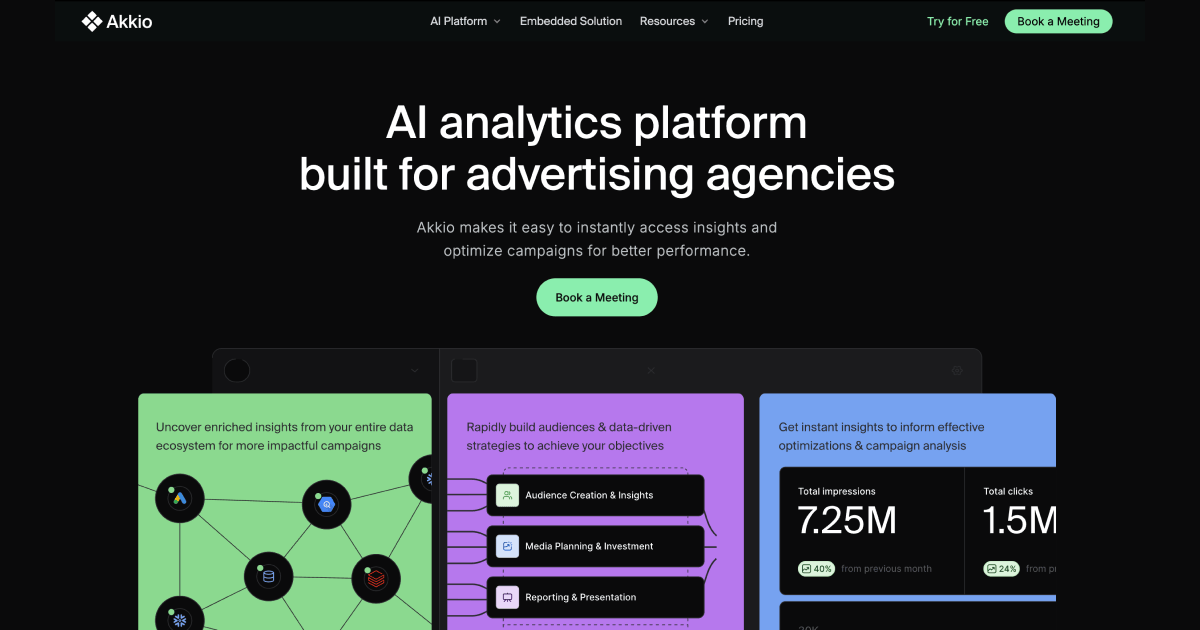 Akkio
AI Platform
Embedded Solution
Resources
Pricing
Try for Free
Book a Meeting
AI analytics platform
built for advertising agencies
Akkio makes it easy to instantly access insights and
optimize campaigns for better performance.
Book a Meeting
Uncover enriched insights from your entire data
ecosystem for more impactful campaigns
Rapidly build audiences & data-driven
strategies to achieve your objectives
Audience Creation & Insights
Media Planning & Investment
Reporting & Presentation
Get instant insights to inform effective
optimizations & campaign analysis
Total impressions
7.25M
40% from previous month
Total clicks
1.5M
24% from